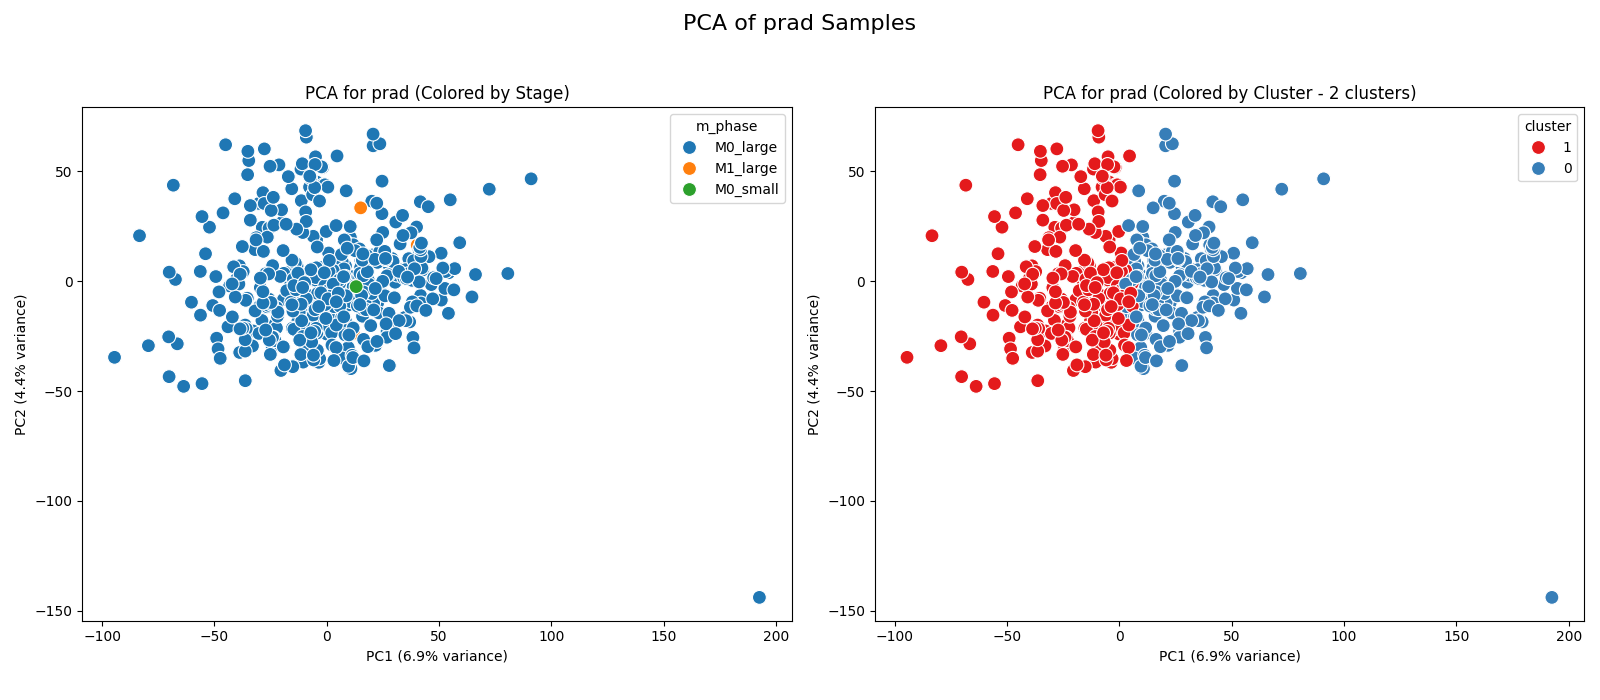 PCA of prad Samples
PCA for prad (Colored by Stage)
m_phase
M0_large
M1_large
M0_small
PC2 (4.4% variance)
50
0
−50
−100
−150
−100
−50
0
50
100
150
200
PC1 (6.9% variance)
PCA for prad (Colored by Cluster - 2 clusters)
cluster
1
0
PC2 (4.4% variance)
50
0
−50
−100
−150
−100
−50
0
50
100
150
200
PC1 (6.9% variance)